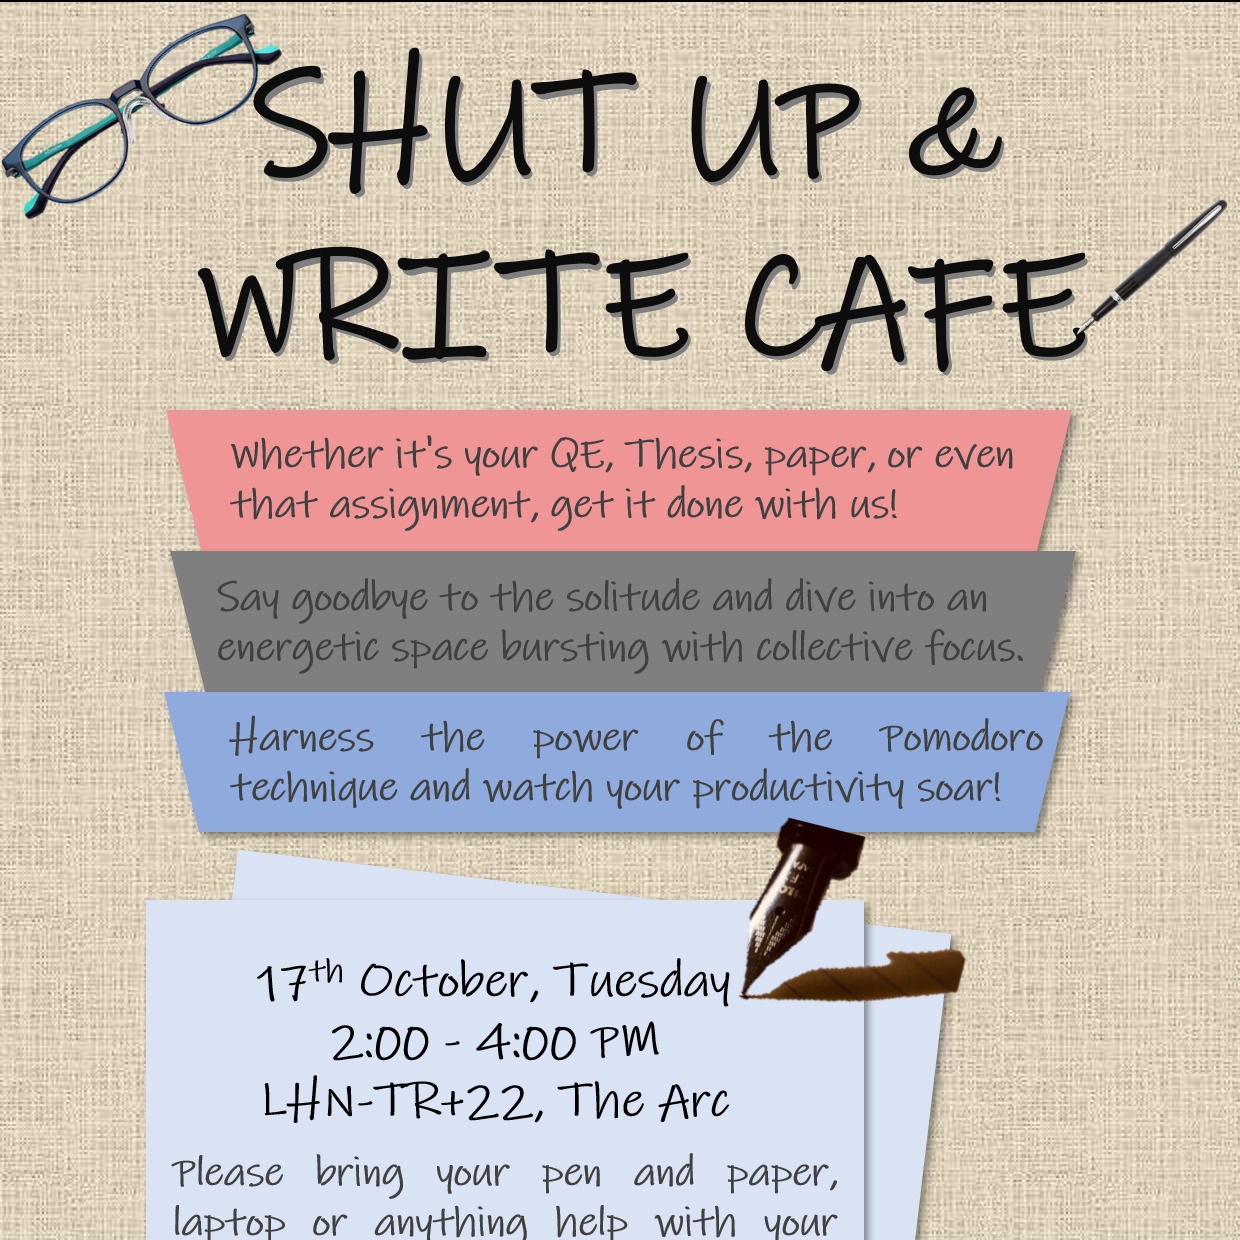 SHUT UP &
WRITE CAFE
Whether it's your QE, Thesis, paper, or even
that assignment, get it done with us!
Say goodbye to the solitude and dive into an
energetic space bursting with collective focus.
Harness the power of the Pomodoro
technique and watch your productivity soar!
17th October, Tuesday
2:00 - 4:00 PM
LHN-TR+22, The Arc
Please bring your pen and paper,
laptop or anything help with your